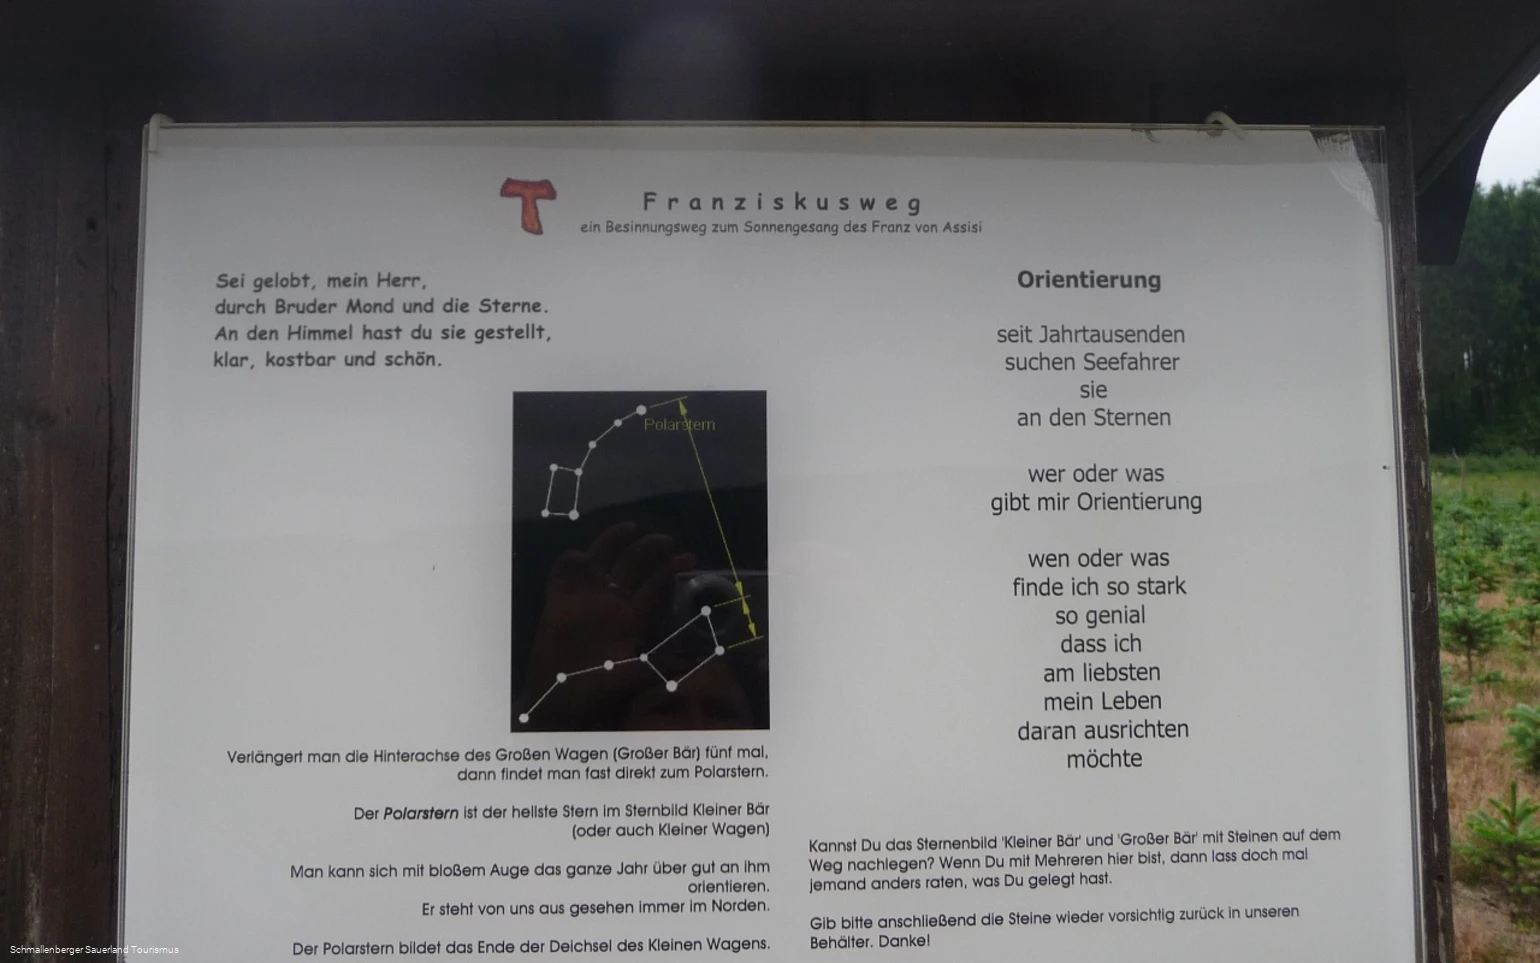 Franziskusweg
ein Besinnungsweg zum Sonnengesang des Franz von Assisi
Sei gelobt, mein Herr,
durch Bruder Mond und die Sterne.
An den Himmel hast du sie gestellt,
klar, kostbar und schön.
Polarstern
Verlängert man die Hinterachse des Großen Wagen (Großer Bär) fünf mal,
dann findet man fast direkt zum Polarstern.
Der Polarstern ist der hellste Stern im Sternbild Kleiner Bär
(oder auch Kleiner Wagen)
Man kann sich mit bloßem Auge das ganze Jahr über gut an ihm
orientieren.
Er steht von uns aus gesehen immer im Norden.
Der Polarstern bildet das Ende der Deichsel des Kleinen Wagens.
Orientierung
seit Jahrtausenden
suchen Seefahrer
sie
an den Sternen
wer oder was
gibt mir Orientierung
wen oder was
finde ich so stark
so genial
dass ich
am liebsten
mein Leben
daran ausrichten
möchte
Kannst Du das Sternenbild 'Kleiner Bär' und 'Großer Bär' mit Steinen auf dem
Weg nachlegen? Wenn Du mit Mehreren hier bist, dann lass doch mal
jemand anders raten, was Du gelegt hast.
Gib bitte anschließend die Steine wieder vorsichtig zurück in unseren
Behälter. Danke!
Schmallenberger Sauerland Tourismus